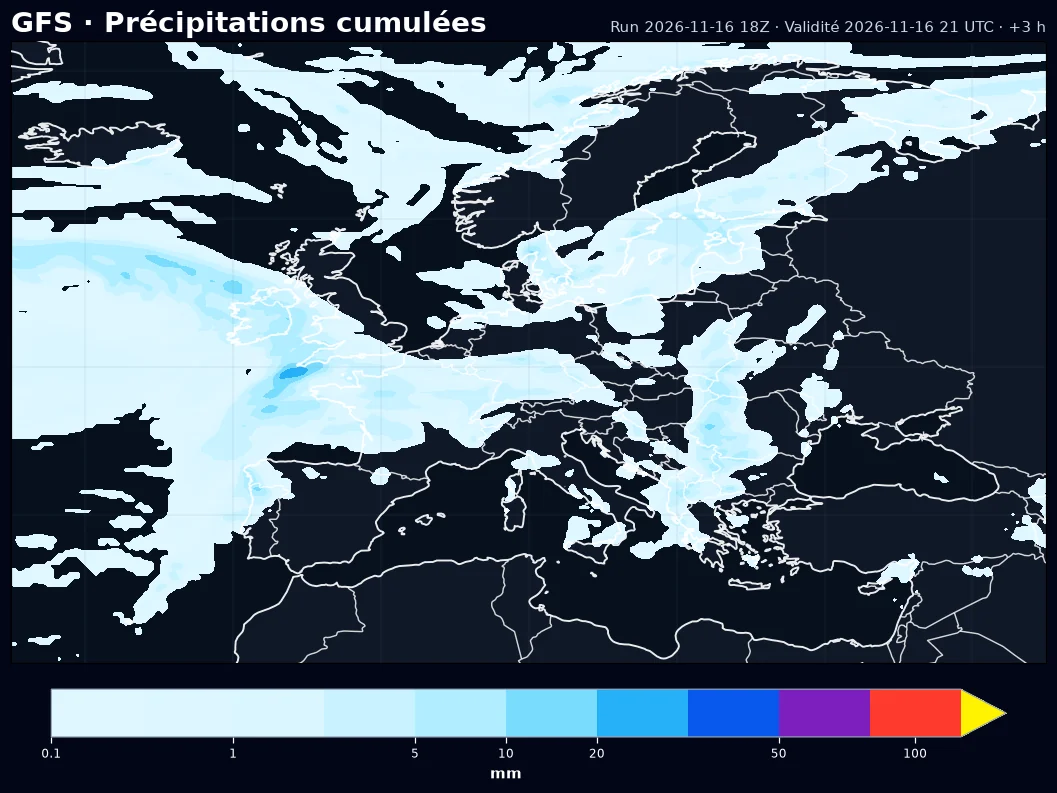 GFS · Précipitations cumulées
Run 2026-11-16 18Z · Validité 2026-11-16 21 UTC · +3 h
0.1 1 5 10 20 50 100
mm